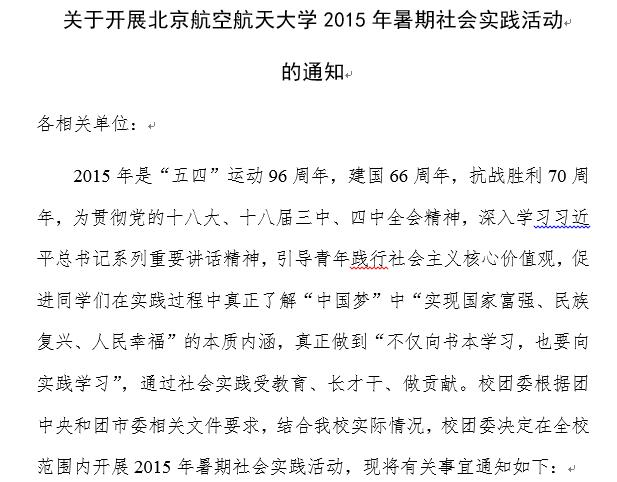 关于开展北京航空航天大学 2015 年暑期社会实践活动
的通知
各相关单位：
2015 年是“五四”运动 96 周年，建国 66 周年，抗战胜利 70 周
年，为贯彻党的十八大、十八届三中、四中全会精神，深入学习习近
平总书记系列重要讲话精神，引导青年践行社会主义核心价值观，促
进同学们在实践过程中真正了解“中国梦”中“实现国家富强、民族
复兴、人民幸福”的本质内涵，真正做到“不仅向书本学习，也要向
实践学习”，通过社会实践受教育、长才干、做贡献。校团委根据团
中央和团市委相关文件要求，结合我校实际情况，校团委决定在全校
范围内开展 2015 年暑期社会实践活动，现将有关事宜通知如下：